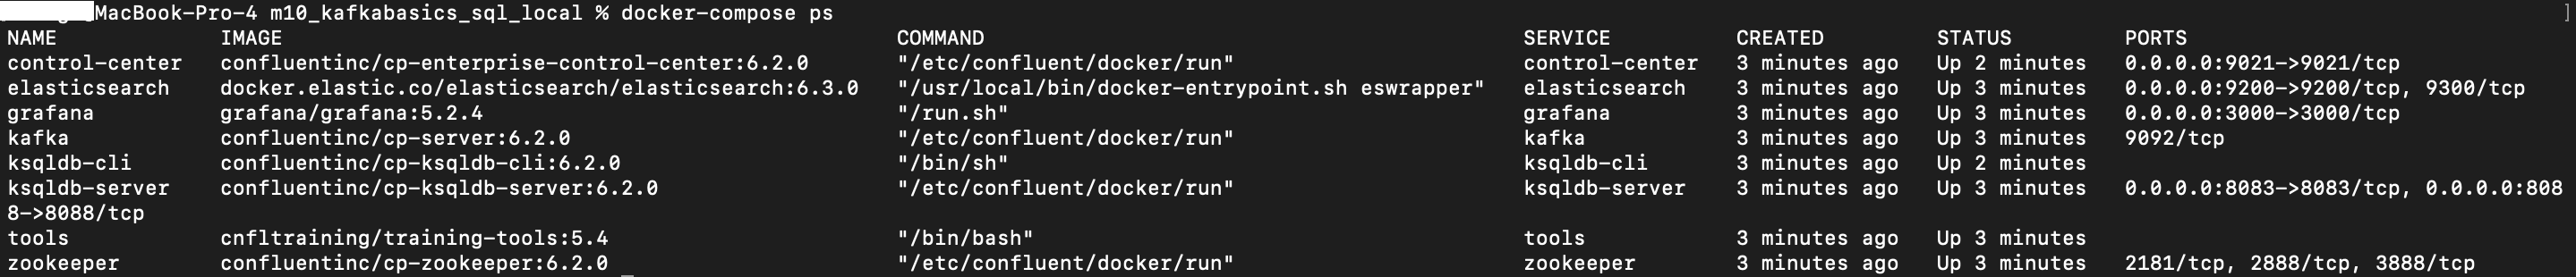 MacBook-Pro-4 m10_kafkabasics_sql_local % docker-compose ps ]
NAME IMAGE COMMAND SERVICE CREATED STATUS PORTS
control-center confluentinc/cp-enterprise-control-center:6.2.0 "/etc/confluent/docker/run" control-center 3 minutes ago Up 2 minutes 0.0.0.0:9021->9021/tcp
elasticsearch docker.elastic.co/elasticsearch/elasticsearch:6.3.0 "/usr/local/bin/docker-entrypoint.sh eswrapper" elasticsearch 3 minutes ago Up 3 minutes 0.0.0.0:9200->9200/tcp, 9300/tcp
grafana grafana/grafana:5.2.4 "/run.sh" grafana 3 minutes ago Up 3 minutes 0.0.0.0:3000->3000/tcp
kafka confluentinc/cp-server:6.2.0 "/etc/confluent/docker/run" kafka 3 minutes ago Up 3 minutes 9092/tcp
ksqldb-cli confluentinc/cp-ksqldb-cli:6.2.0 "/bin/sh" ksqldb-cli 3 minutes ago Up 2 minutes
ksqldb-server confluentinc/cp-ksqldb-server:6.2.0 "/etc/confluent/docker/run" ksqldb-server 3 minutes ago Up 3 minutes 0.0.0.0:8083->8083/tcp, 0.0.0.0:808
8->8088/tcp
tools cnfltraining/training-tools:5.4 "/bin/bash" tools 3 minutes ago Up 3 minutes
zookeeper confluentinc/cp-zookeeper:6.2.0 "/etc/confluent/docker/run" zookeeper 3 minutes ago Up 3 minutes 2181/tcp, 2888/tcp, 3888/tcp